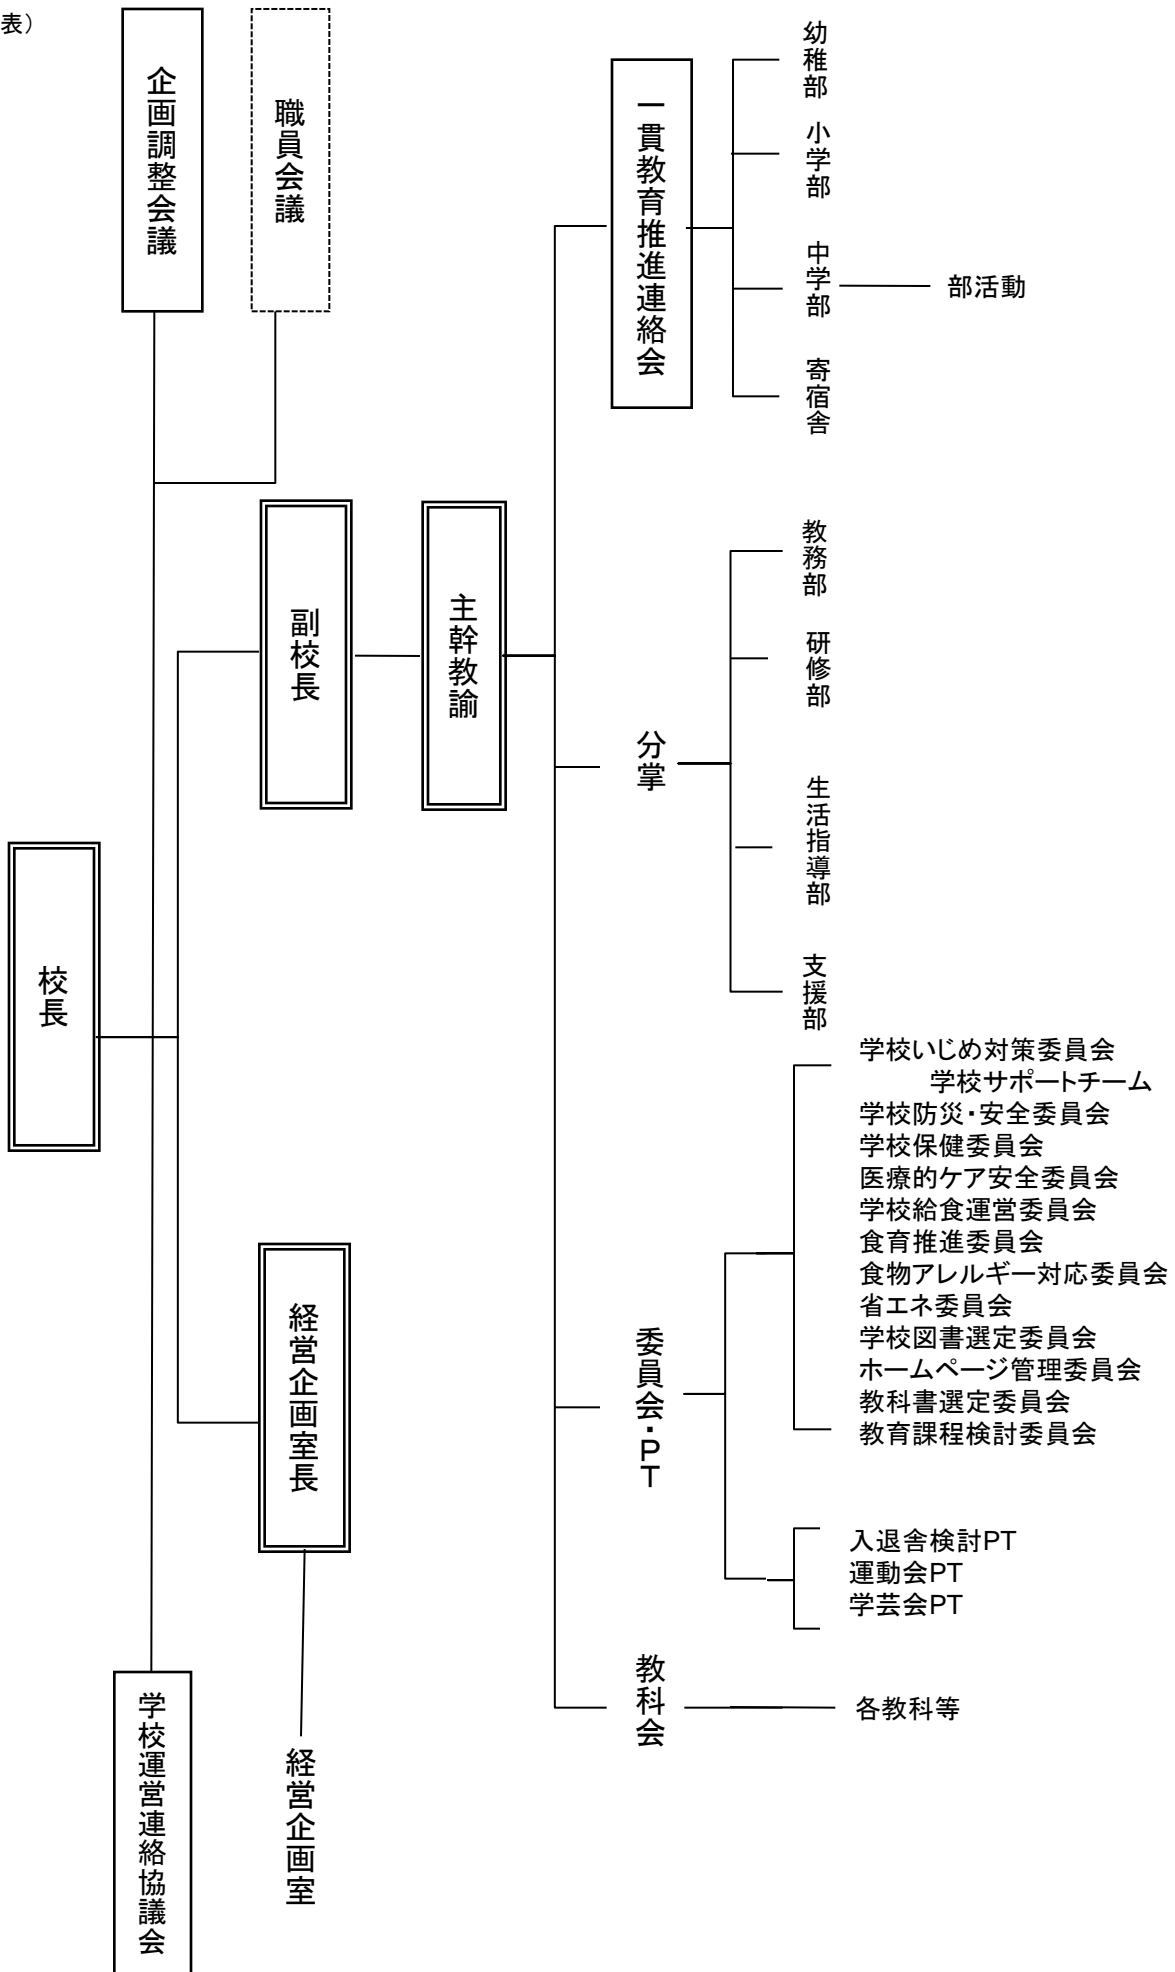 表）
企画調整会議
職員会議
一貫教育推進連絡会
幼稚部
小学部
中学部
部活動
寄宿舎
副校長
主幹教諭
分掌
教務部
研修部
生活指導部
支援部
校長
経営企画室長
委員会・PT
学校いじめ対策委員会
学校サポートチーム
学校防災・安全委員会
学校保健委員会
医療的ケア安全委員会
学校給食運営委員会
食育推進委員会
食物アレルギー対応委員会
省エネ委員会
学校図書選定委員会
ホームページ管理委員会
教科書選定委員会
教育課程検討委員会
入退舎検討PT
運動会PT
学芸会PT
教科会
各教科等
学校運営連絡協議会
経営企画室